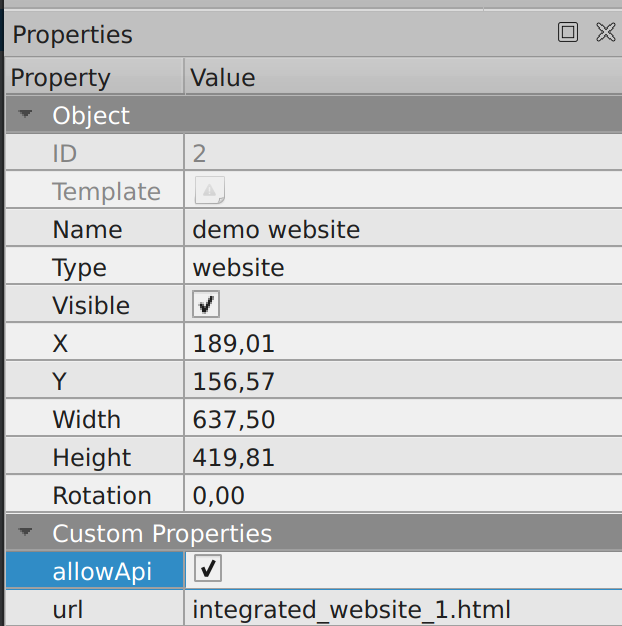 Properties
Property Value
Object
ID 2
Template
Name demo website
Type website
Visible
X 189,01
Y 156,57
Width 637,50
Height 419,81
Rotation 0,00
Custom Properties
allowApi
url integrated_website_1.html